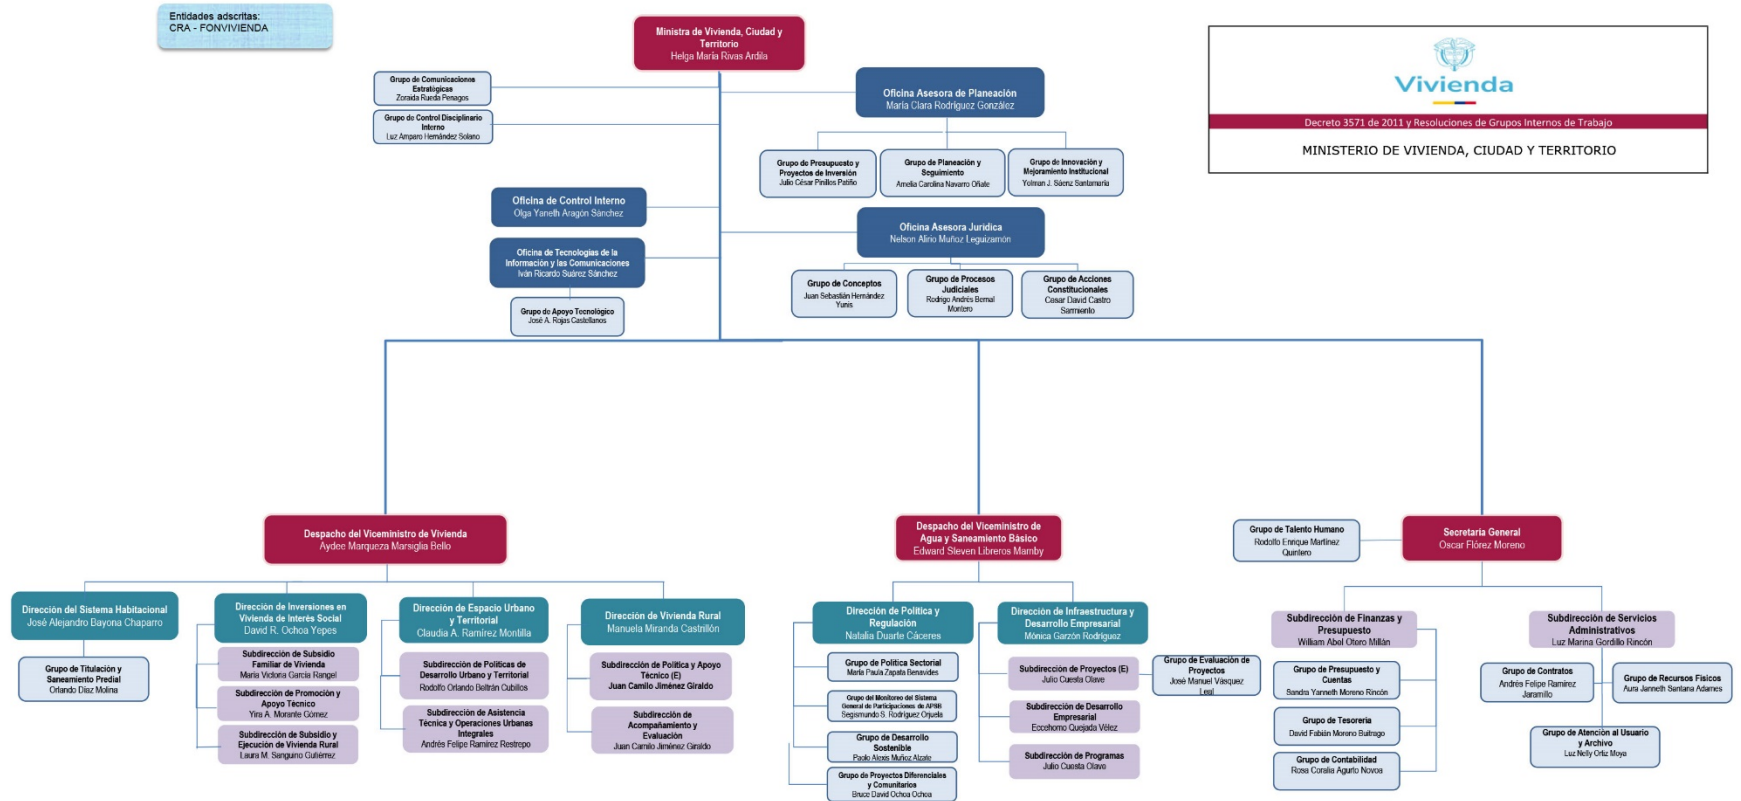 Entidades adscritas:
CRA - FONVIVIENDA
Ministra de Vivienda, Ciudad y
Territorio
Helga María Rivas Ardila
Vivienda
Decreto 3571 de 2011 y Resoluciones de Grupos Internos de Trabajo
MINISTERIO DE VIVIENDA, CIUDAD Y TERRITORIO
Grupo de Comunicaciones
Estratégicas
Zoraida Rueda Penagos
Grupo de Control Disciplinario
Interno
Luz Amparo Hernández Solano
Oficina Asesora de Planeación
María Clara Rodríguez González
Grupo de Presupuesto y
Proyectos de Inversión
Julio César Pinillos Patiño
Grupo de Planeación y
Seguimiento
Amelia Carolina Navarro Oñate
Grupo de Innovación y
Mejoramiento Institucional
Yolman J. Sáenz Santamaría
Oficina de Control Interno
Olga Yaneth Aragón Sánchez
Oficina Asesora Jurídica
Nelson Alirio Muñoz Leguizamón
Oficina de Tecnologías de la
Información y las Comunicaciones
Iván Ricardo Suárez Sánchez
Grupo de Conceptos
Juan Sebastián Hernández
Yunis
Grupo de Procesos
Judiciales
Rodrigo Andrés Bernal
Montero
Grupo de Acciones
Constitucionales
Cesar David Castro
Sarmiento
Grupo de Apoyo Tecnológico
José A. Rojas Castellanos
Despacho del Viceministro de Vivienda
Aydee Marqueza Marsiglia Bello
Despacho del Viceministro de
Agua y Saneamiento Básico
Edward Steven Libreros Mamby
Grupo de Talento Humano
Rodolfo Enrique Martínez
Quintero
Secretaria General
Oscar Flórez Moreno
Dirección del Sistema Habitacional
José Alejandro Bayona Chaparro
Grupo de Titulación y
Saneamiento Predial
Orlando Díaz Molina
Dirección de Inversiones en
Vivienda de Interés Social
David R. Ochoa Yepes
Subdirección de Subsidio
Familiar de Vivienda
María Victoria García Rangel
Subdirección de Promoción y
Apoyo Técnico
Yira A. Morante Gómez
Subdirección de Subsidio y
Ejecución de Vivienda Rural
Laura M. Sanguino Gutiérrez
Dirección de Espacio Urbano
y Territorial
Claudia A. Ramírez Montilla
Subdirección de Políticas de
Desarrollo Urbano y Territorial
Rodolfo Orlando Beltrán Cubillos
Subdirección de Asistencia
Técnica y Operaciones Urbanas
Integrales
Andrés Felipe Ramírez Restrepo
Dirección de Vivienda Rural
Manuela Miranda Castrillón
Subdirección de Política y Apoyo
Técnico (E)
Juan Camilo Jiménez Giraldo
Subdirección de
Acompañamiento y
Evaluación
Juan Camilo Jiménez Giraldo
Dirección de Política y
Regulación
Natalia Duarte Cáceres
Grupo de Política Sectorial
María Paula Zapata Benavides
Grupo del Monitoreo del Sistema
General de Participaciones de APSB
Segismundo S. Rodríguez Orjuela
Grupo de Desarrollo
Sostenible
Paolo Alexis Muñoz Alzate
Grupo de Proyectos Diferenciales
y Comunitarios
Bruce David Ochoa Ochoa
Dirección de Infraestructura y
Desarrollo Empresarial
Mónica Garzón Rodríguez
Subdirección de Proyectos (E)
Julio Cuesta Olave
Grupo de Evaluación de
Proyectos
José Manuel Vásquez
Leal
Subdirección de Desarrollo
Empresarial
Eccehomo Quejada Vélez
Subdirección de Programas
Julio Cuesta Olave
Subdirección de Finanzas y
Presupuesto
William Abel Otero Millán
Grupo de Presupuesto y
Cuentas
Sandra Yanneth Moreno Rincón
Grupo de Tesorería
David Fabián Moreno Buitrago
Grupo de Contabilidad
Rosa Coralia Agurto Novoa
Subdirección de Servicios
Administrativos
Luz Marina Gordillo Rincón
Grupo de Contratos
Andrés Felipe Ramírez
Jaramillo
Grupo de Recursos Físicos
Aura Janneth Santana Adames
Grupo de Atención al Usuario
y Archivo
Luz Nelly Ortiz Moya